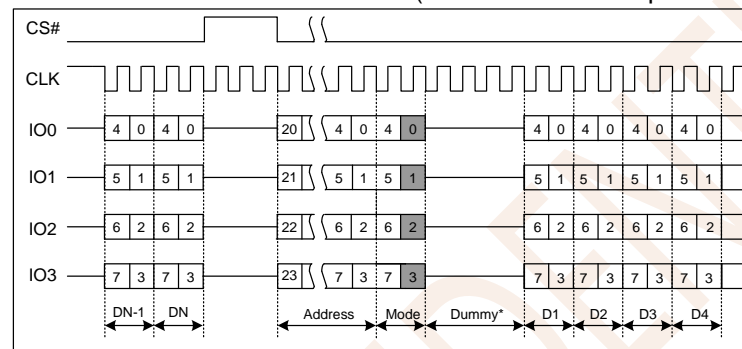 CS#
CLK
IO0 4 0 4 0 20 4 0 4 0 4 0 4 0 4 0 4 0
IO1 5 1 5 1 21 5 1 5 1 5 1 5 1 5 1 5 1
IO2 6 2 6 2 22 6 2 6 2 6 2 6 2 6 2 6 2
IO3 7 3 7 3 23 7 3 7 3 7 3 7 3 7 3 7 3
DN-1 DN Address Mode Dummy* D1 D2 D3 D4